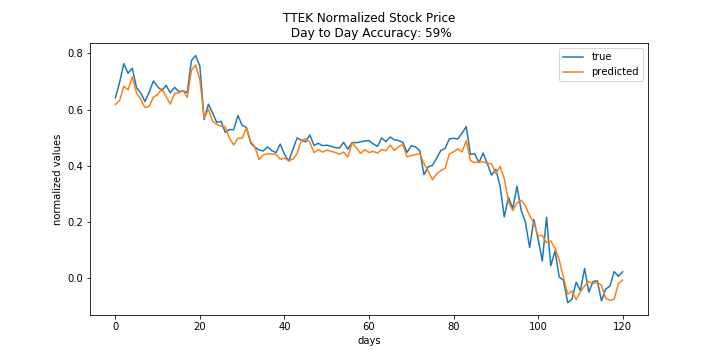 TTEK Normalized Stock Price
Day to Day Accuracy: 59%
true
predicted
normalized values
0.8
0.6
0.4
0.2
0.0
0
20
40
60
80
100
120
days